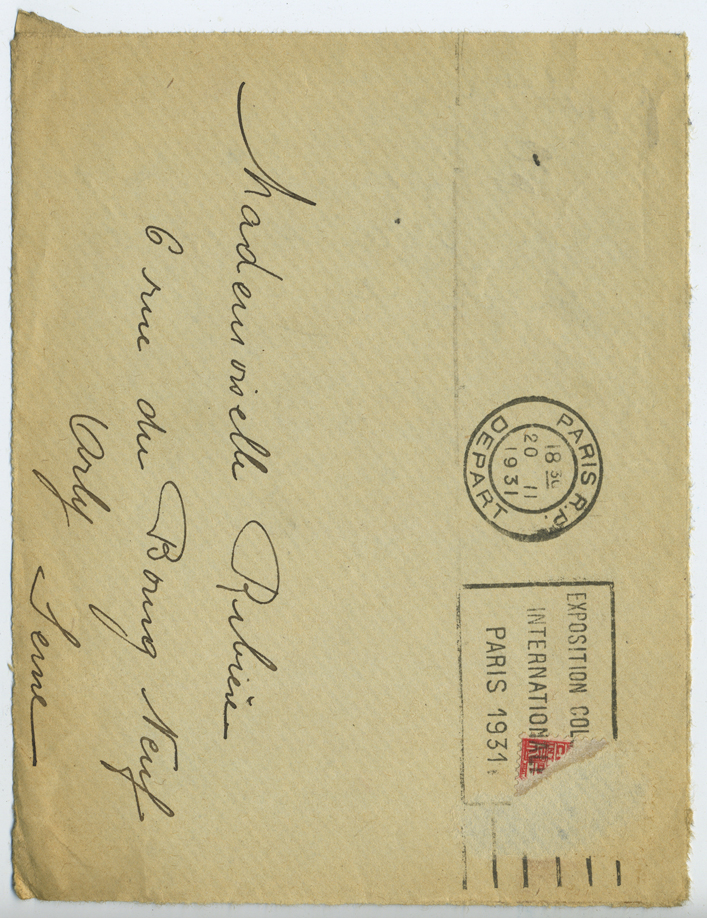 PARIS R.P.
18 30
20 11
1931
DEPART
EXPOSITION COL
INTERNATIONALE
PARIS 1931
Mademoiselle Ribière
6 rue du Bourg Neuf
Orly
Seine